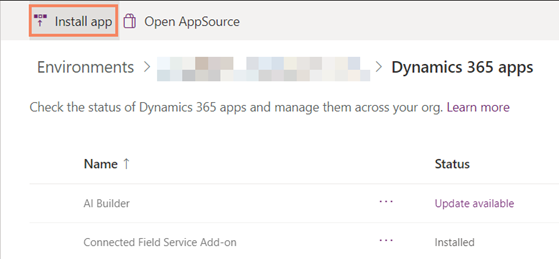 Install app Open AppSource
Environments > > Dynamics 365 apps
Check the status of Dynamics 365 apps and manage them across your org. Learn more
Name ↑ Status
AI Builder ... Update available
Connected Field Service Add-on ... Installed